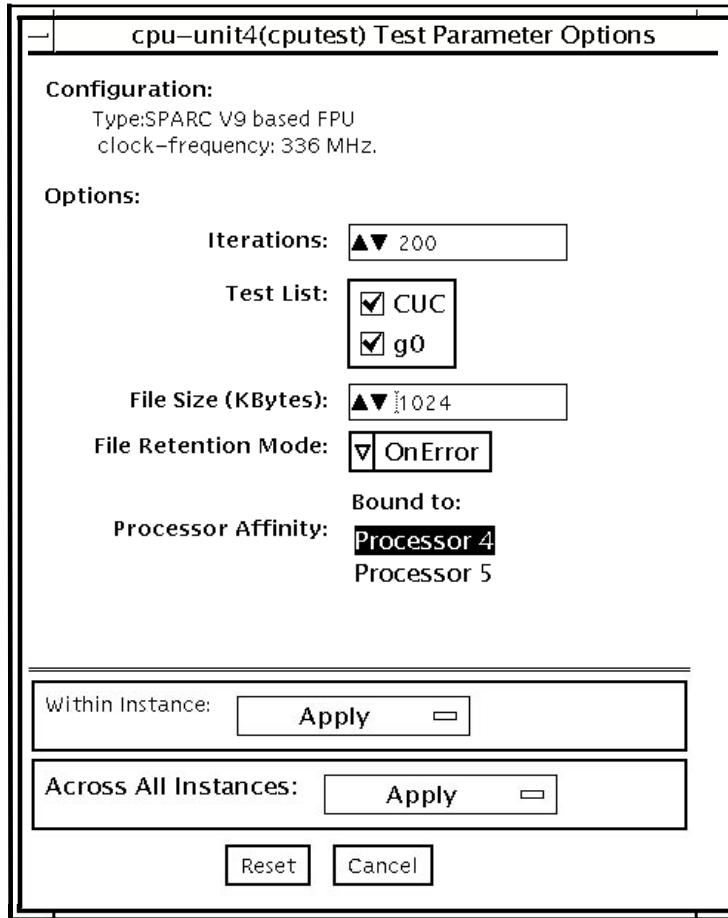 cpu−unit4(cputest) Test Parameter Options
Configuration:
Type:SPARC V9 based FPU
clock−frequency: 336 MHz.
Options:
Iterations: 200
Test List: CUC
g0
File Size (KBytes): 1024
File Retention Mode: OnError
Bound to:
Processor Affinity: Processor 4
Processor 5
Within Instance: Apply
Across All Instances: Apply
Reset Cancel